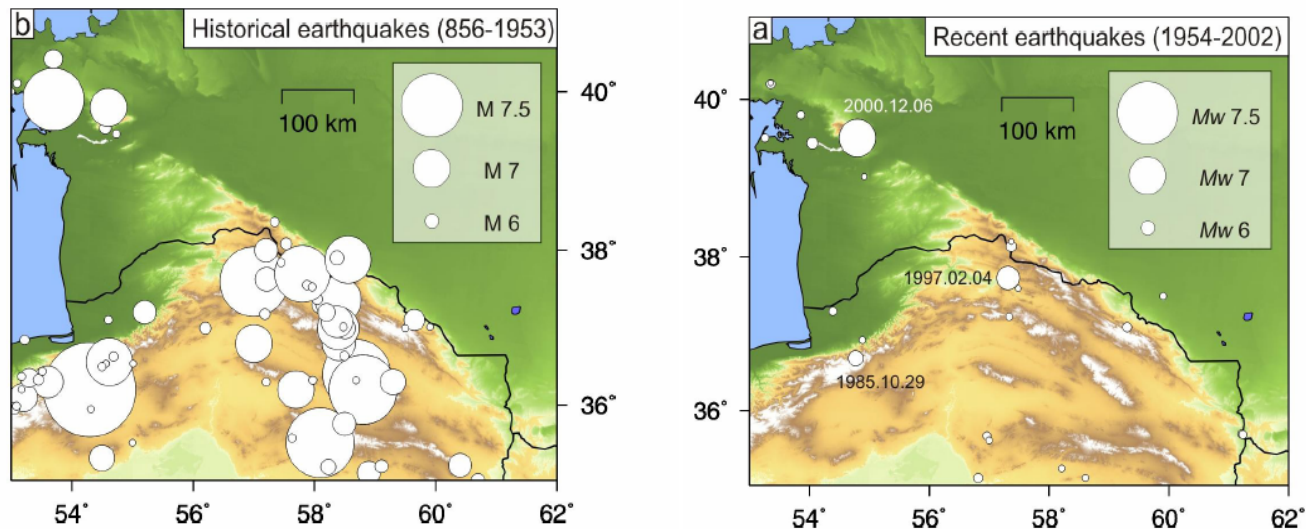 b
Historical earthquakes (856-1953)
M 7.5
M 7
M 6
100 km
40˚
38˚
36˚
54˚ 56˚ 58˚ 60˚ 62˚
a
Recent earthquakes (1954-2002)
Mw 7.5
Mw 7
Mw 6
100 km
2000.12.06
1997.02.04
1985.10.29
40˚
38˚
36˚
54˚ 56˚ 58˚ 60˚ 62˚